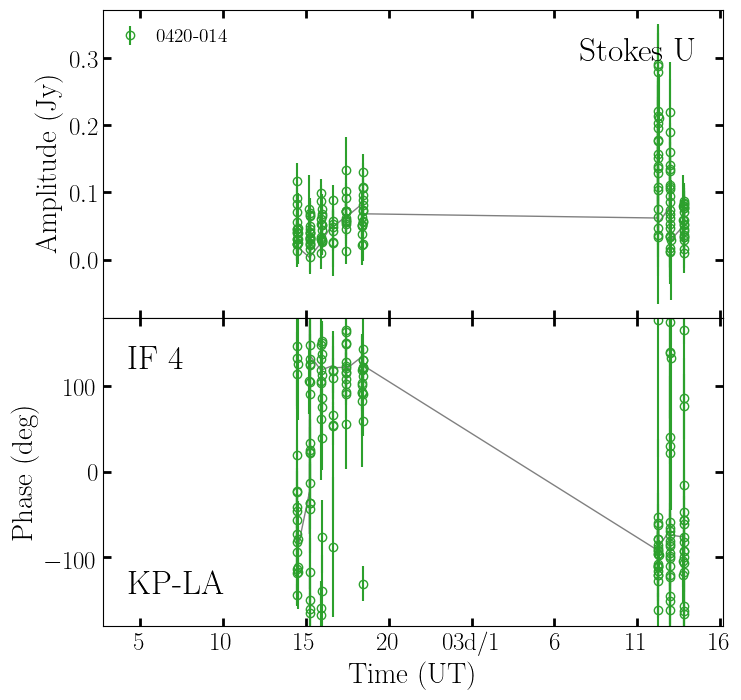 0420-014
Stokes U
Amplitude (Jy)
0.3
0.2
0.1
0.0
IF 4
Phase (deg)
100
0
−100
KP-LA
5 10 15 20 03d/1 6 11 16
Time (UT)